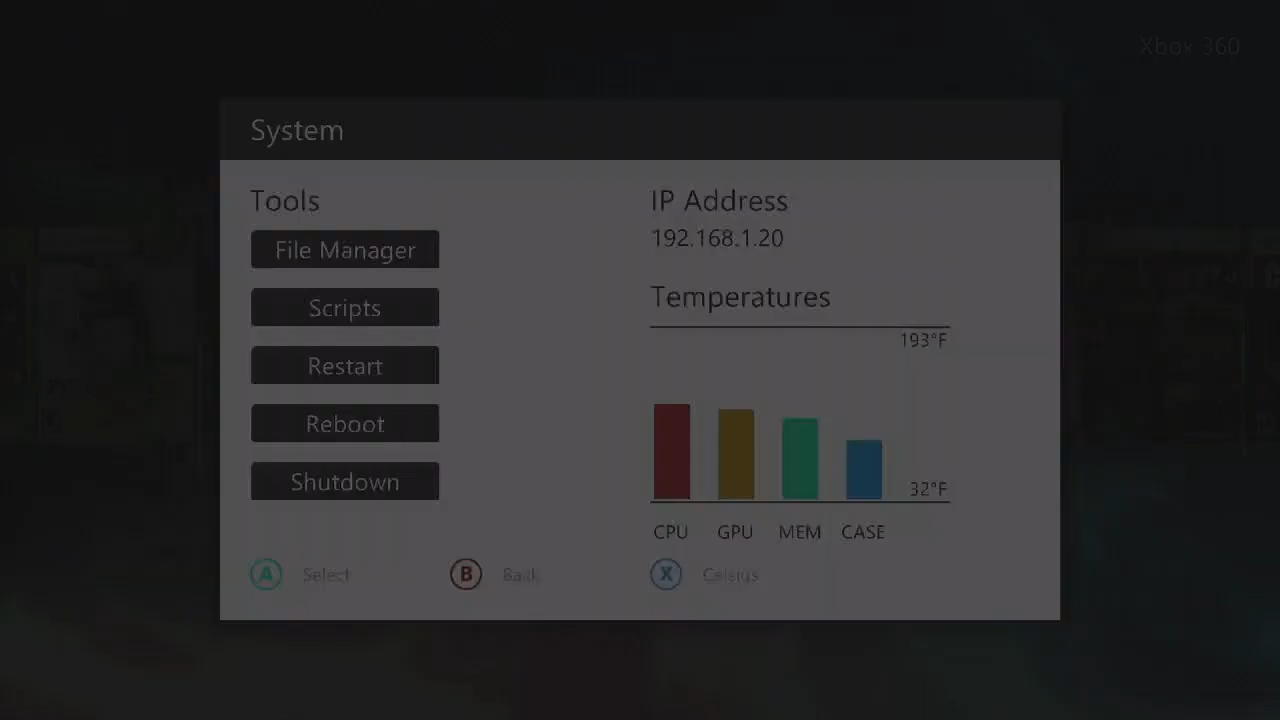 Xbox 360
System
Tools
File Manager
Scripts
Restart
Reboot
Shutdown
IP Address
192.168.1.20
Temperatures
193°F
32°F
CPU GPU MEM CASE
A Select B Back X Celsius